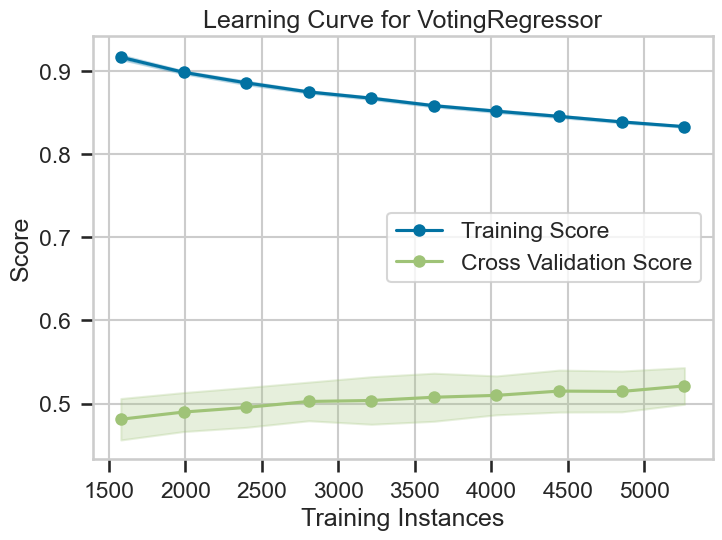 Learning Curve for VotingRegressor
0.9
0.8
0.7
0.6
0.5
Score
Training Score
Cross Validation Score
1500 2000 2500 3000 3500 4000 4500 5000
Training Instances